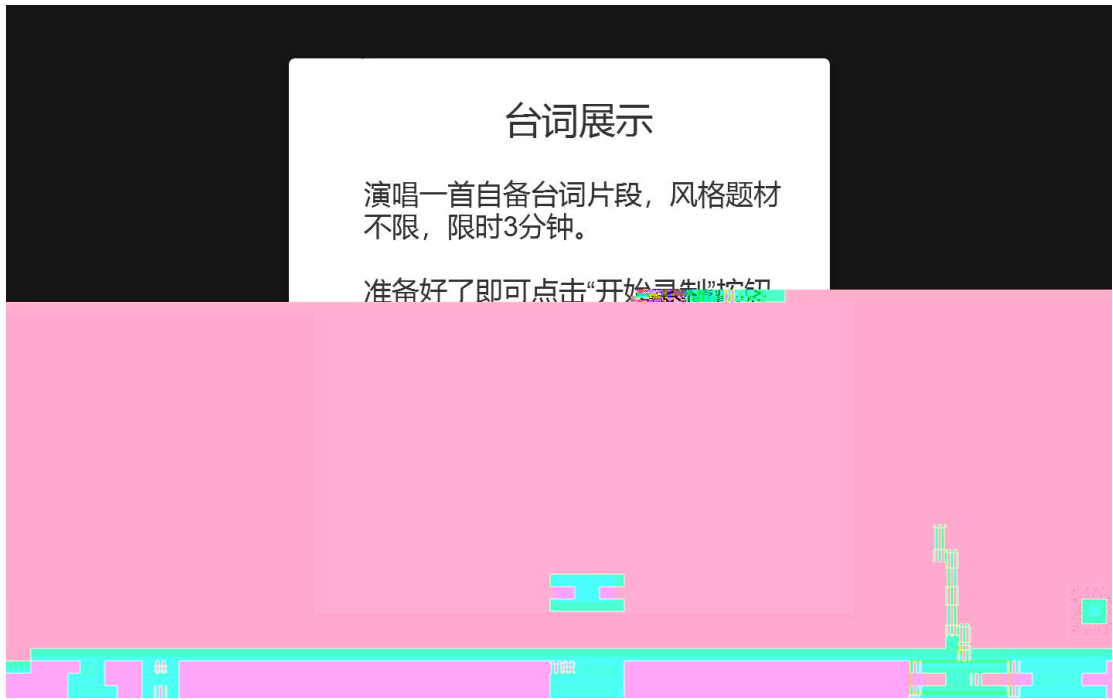 台词展示
演唱一首自备台词片段，风格题材
不限，限时3分钟。
准备好了即可点击“开始录制”按钮